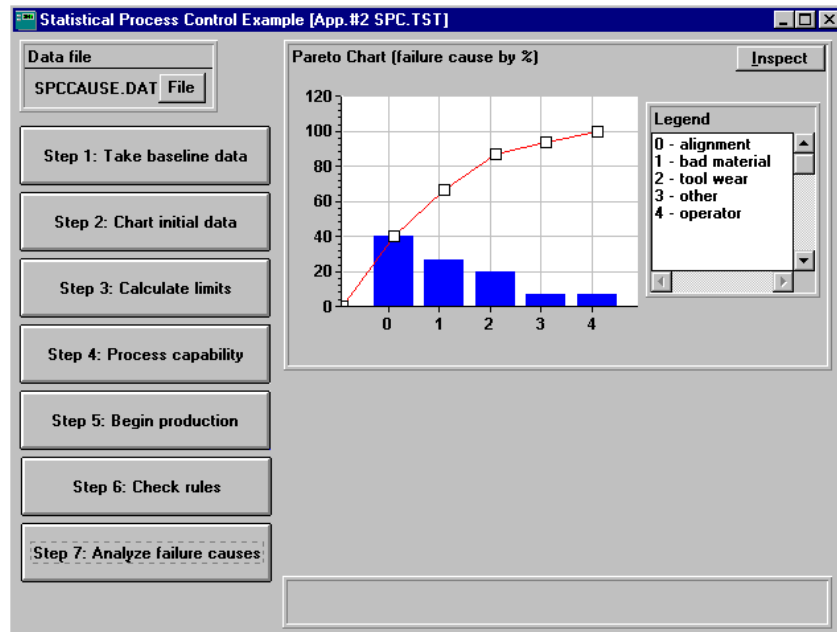 Statistical Process Control Example [App.#2 SPC.TST]
Data file
SPCCAUSE.DAT File
Step 1: Take baseline data
Step 2: Chart initial data
Step 3: Calculate limits
Step 4: Process capability
Step 5: Begin production
Step 6: Check rules
Step 7: Analyze failure causes
Pareto Chart (failure cause by %)
Inspect
120
100
80
60
40
20
0
0 1 2 3 4
Legend
0 - alignment
1 - bad material
2 - tool wear
3 - other
4 - operator